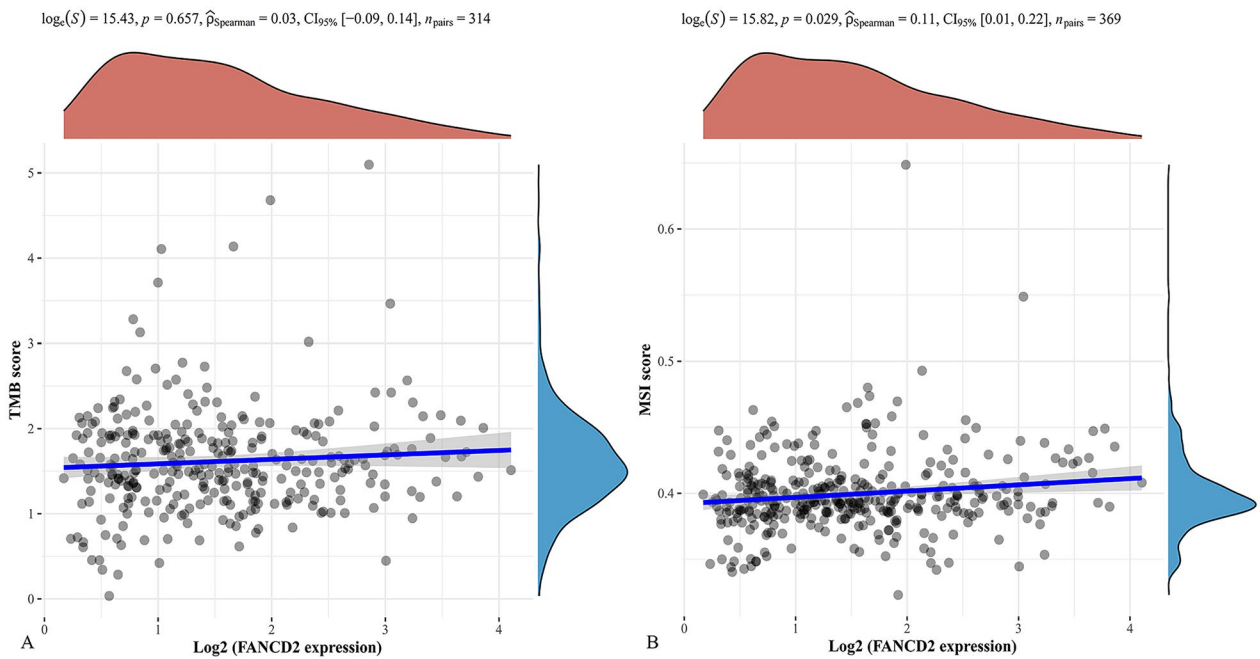 logₑ(S) = 15.43, p = 0.657, ρ̂Spearman = 0.03, CI95% [−0.09, 0.14], npairs = 314
5
4
3
2
1
0
TMB score
0 1 2 3 4
A
Log2 (FANCD2 expression)
logₑ(S) = 15.82, p = 0.029, ρ̂Spearman = 0.11, CI95% [0.01, 0.22], npairs = 369
0.6
0.5
0.4
MSI score
0 1 2 3 4
B
Log2 (FANCD2 expression)